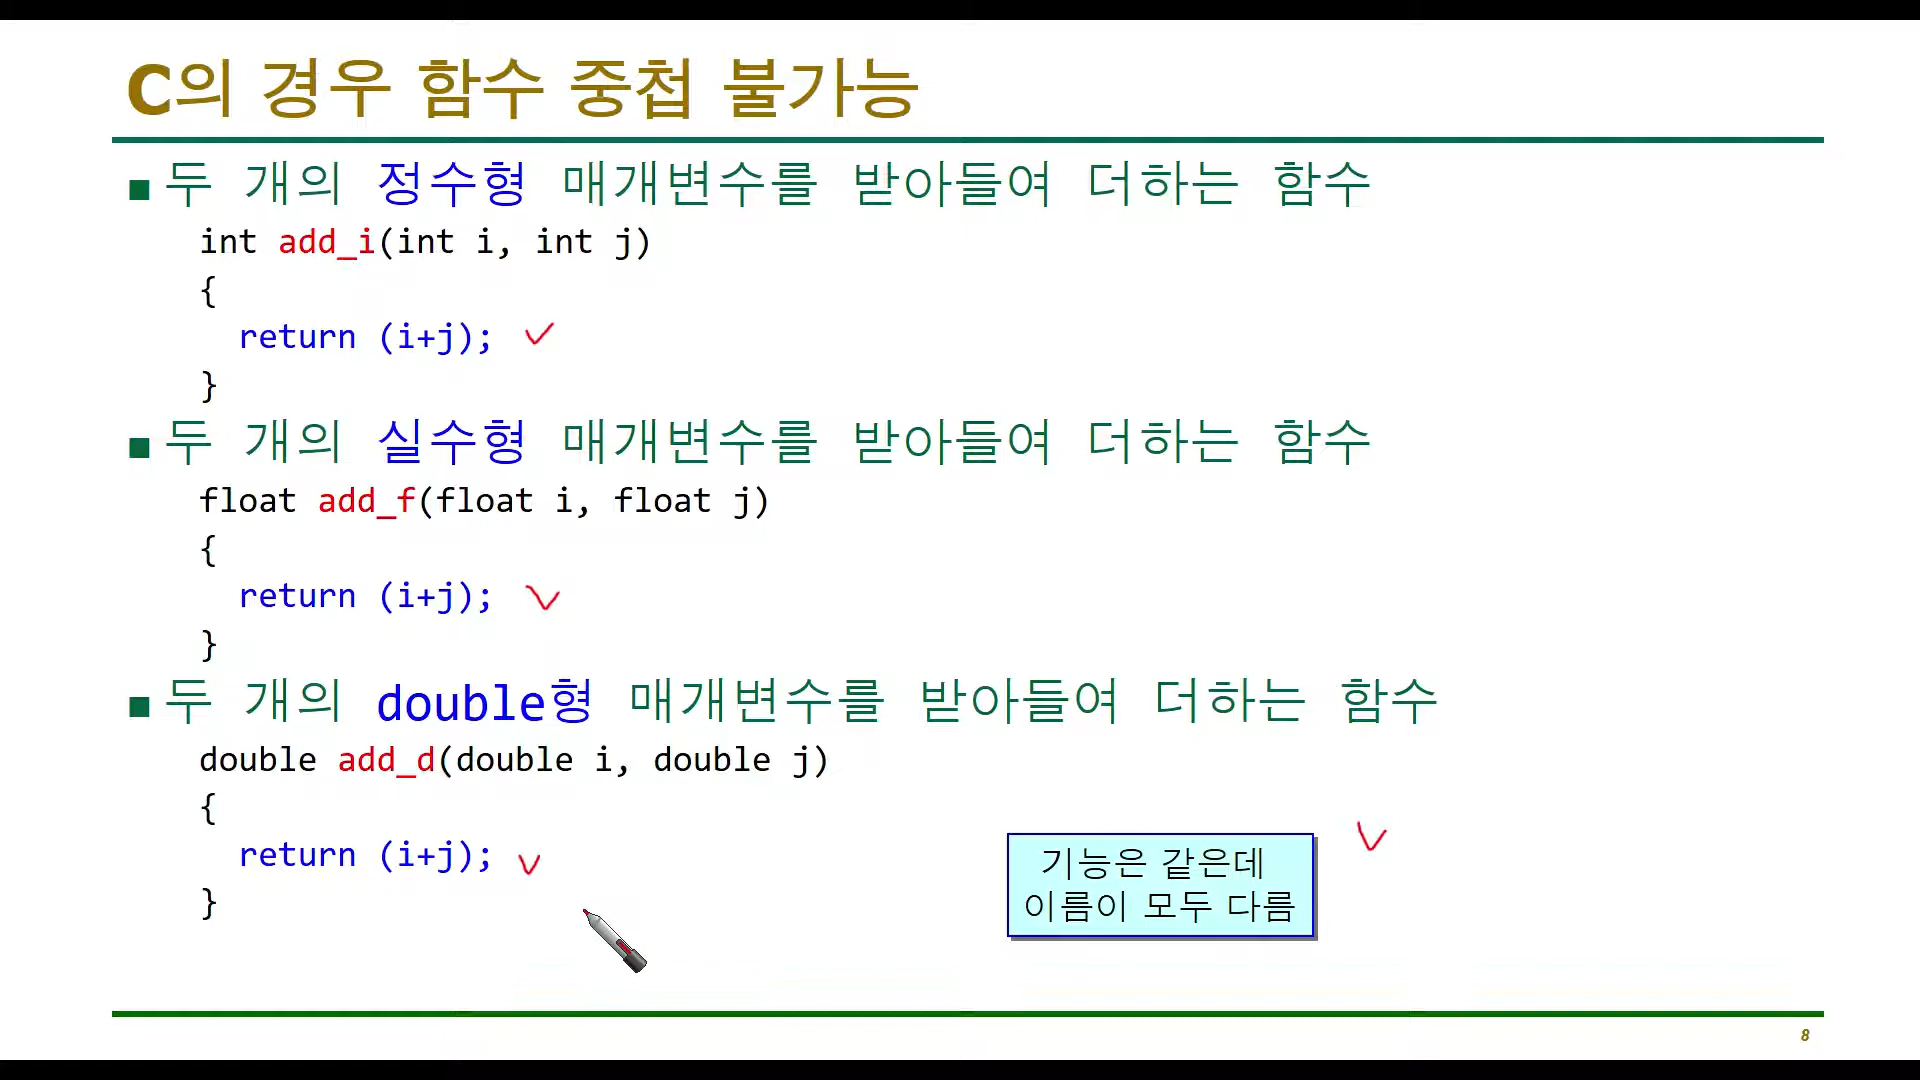 C의 경우 함수 중첩 불가능
■ 두 개의 정수형 매개변수를 받아들여 더하는 함수
int add_i(int i, int j)
{
return (i+j);
}
■ 두 개의 실수형 매개변수를 받아들여 더하는 함수
float add_f(float i, float j)
{
return (i+j);
}
■ 두 개의 double형 매개변수를 받아들여 더하는 함수
double add_d(double i, double j)
{
return (i+j);
}
기능은 같은데
이름이 모두 다름
8